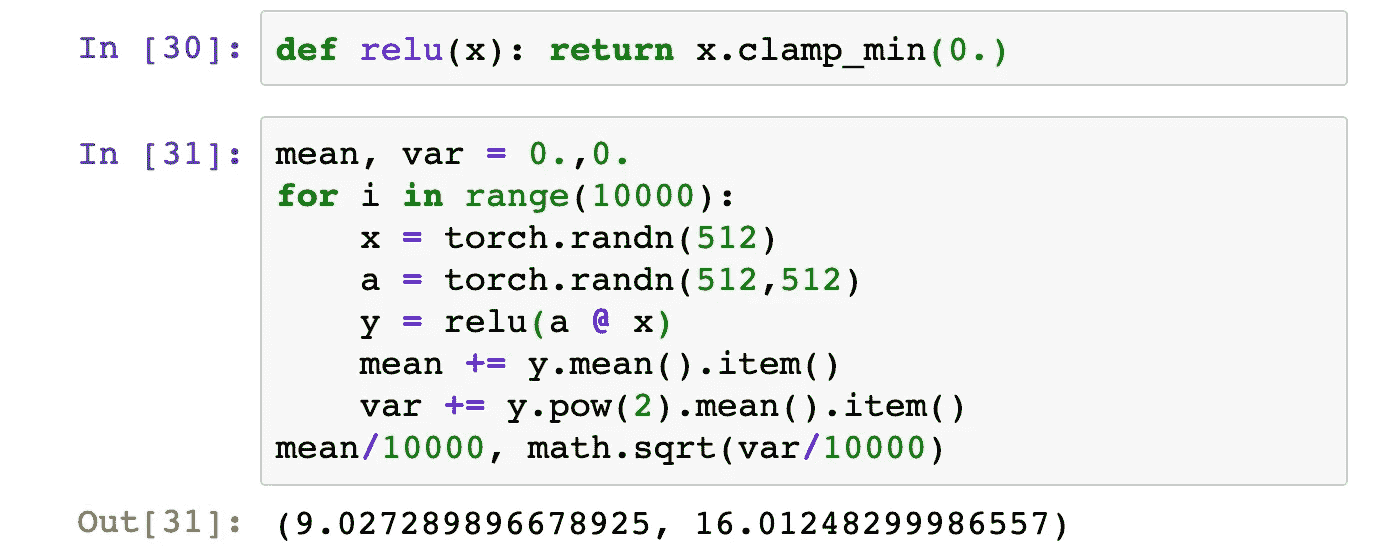 In [30]: def relu(x): return x.clamp_min(0.)
In [31]: mean, var = 0.,0.
for i in range(10000):
    x = torch.randn(512)
    a = torch.randn(512,512)
    y = relu(a @ x)
    mean += y.mean().item()
    var += y.pow(2).mean().item()
mean/10000, math.sqrt(var/10000)
Out[31]: (9.027289896678925, 16.01248299986557)